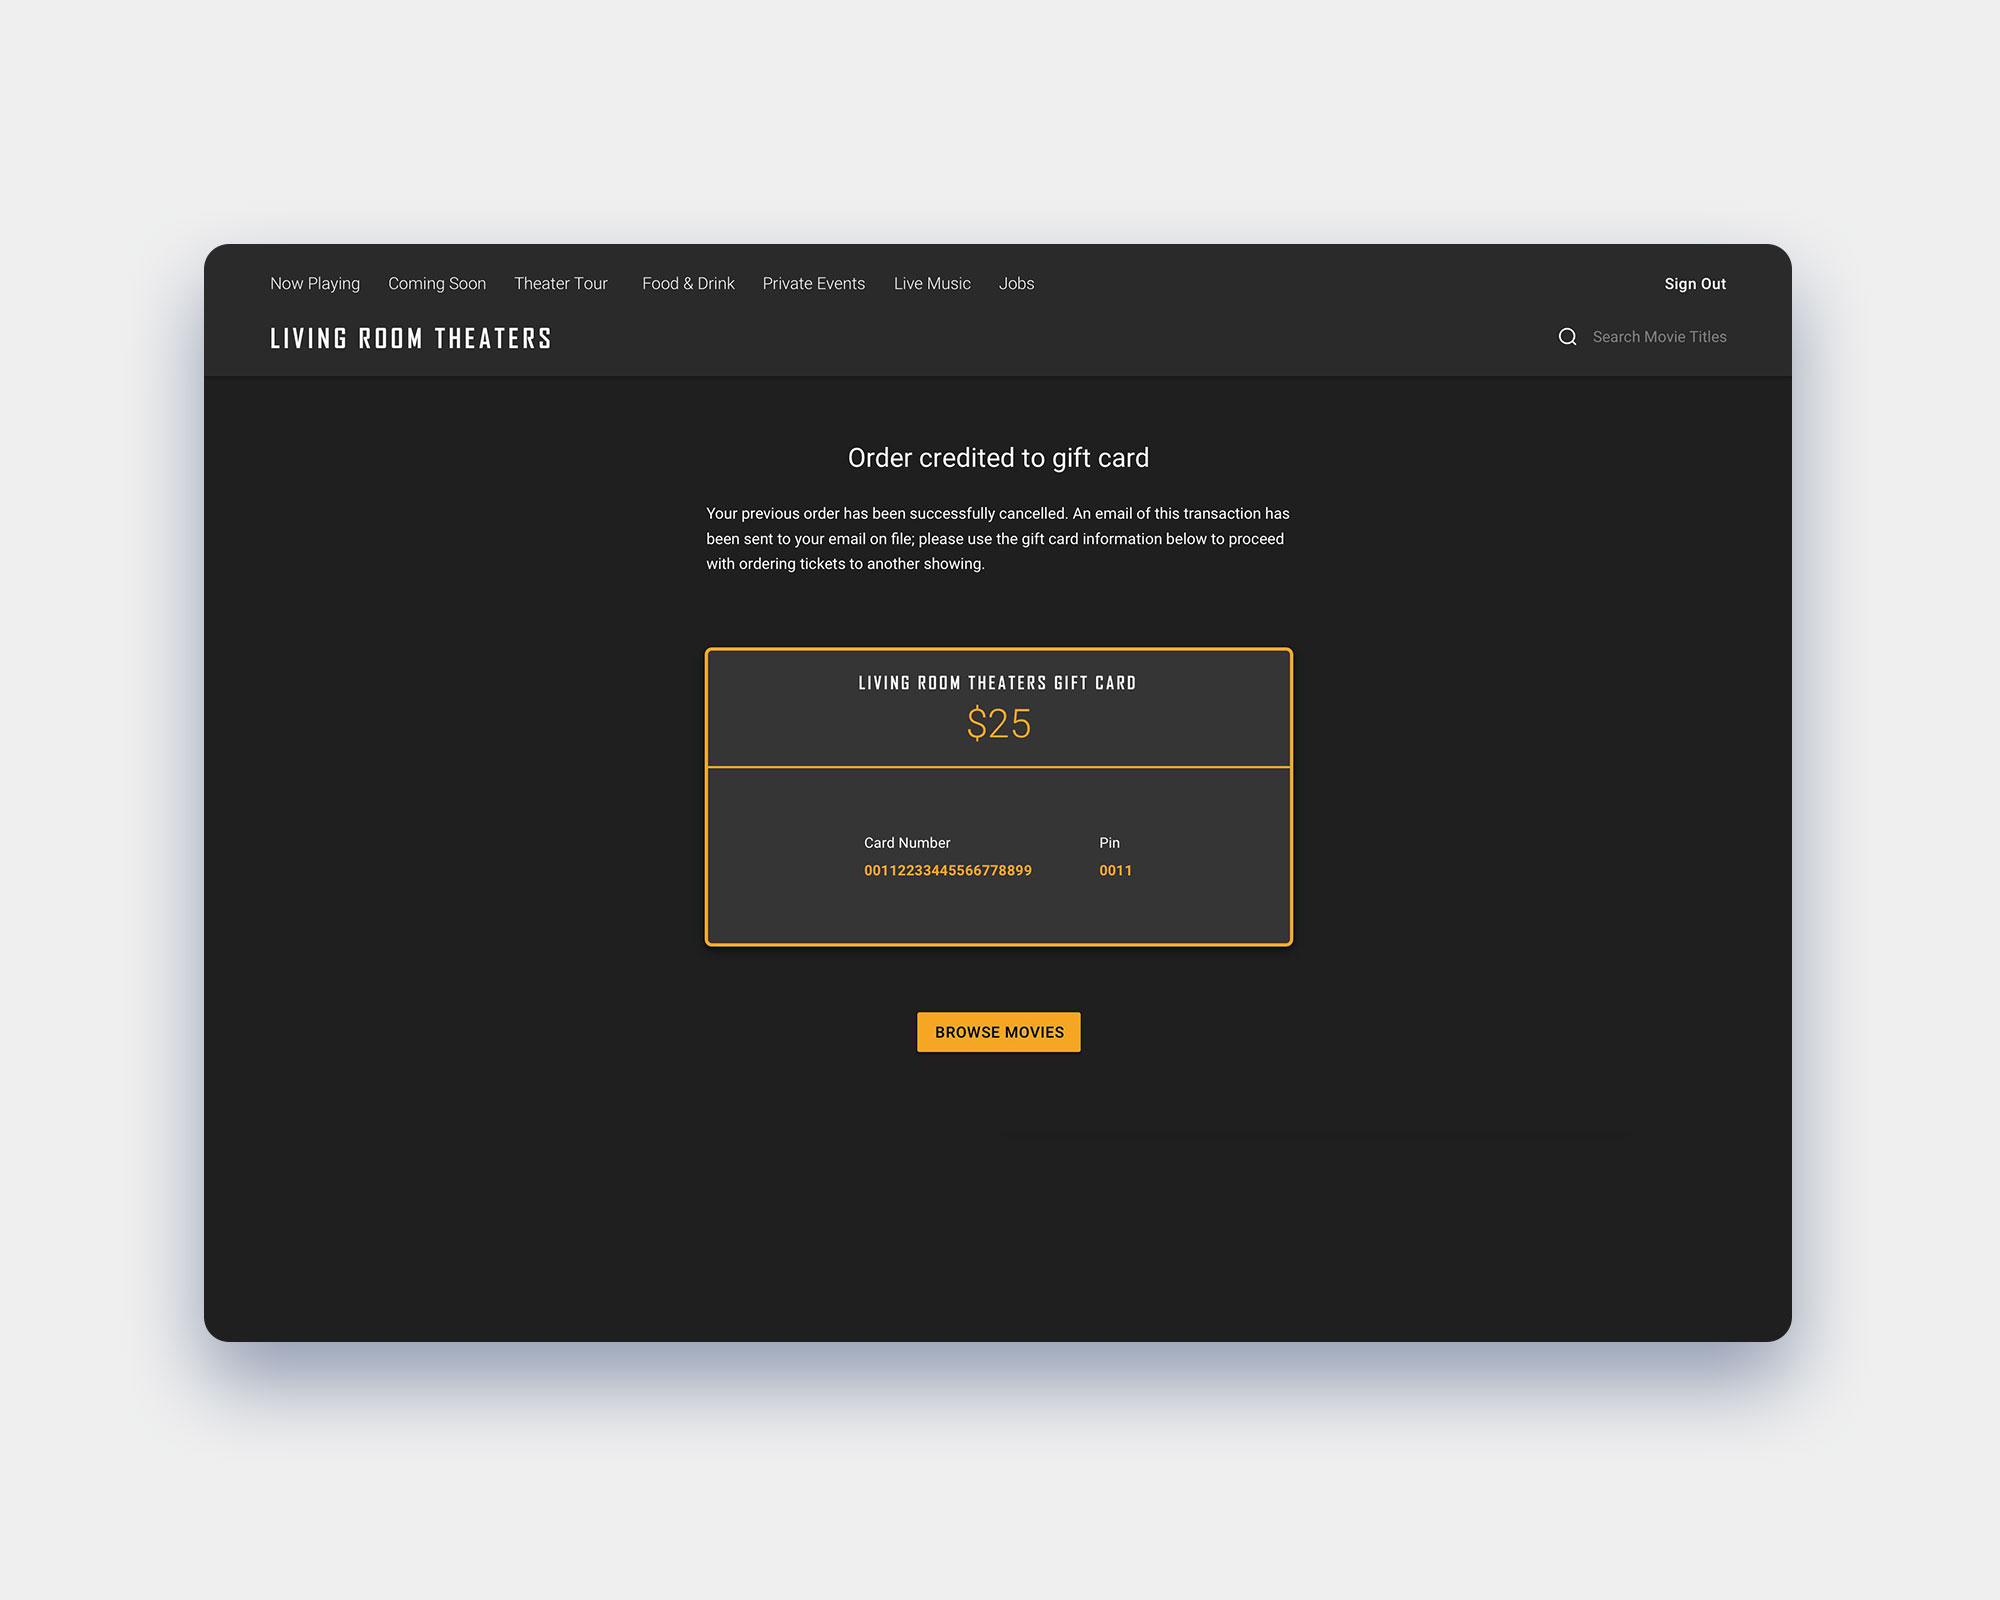 Now Playing Coming Soon Theater Tour Food & Drink Private Events Live Music Jobs Sign Out
LIVING ROOM THEATERS Search Movie Titles
Order credited to gift card
Your previous order has been successfully cancelled. An email of this transaction has
been sent to your email on file; please use the gift card information below to proceed
with ordering tickets to another showing.
LIVING ROOM THEATERS GIFT CARD
$25
Card Number Pin
00112233445566778899 0011
BROWSE MOVIES